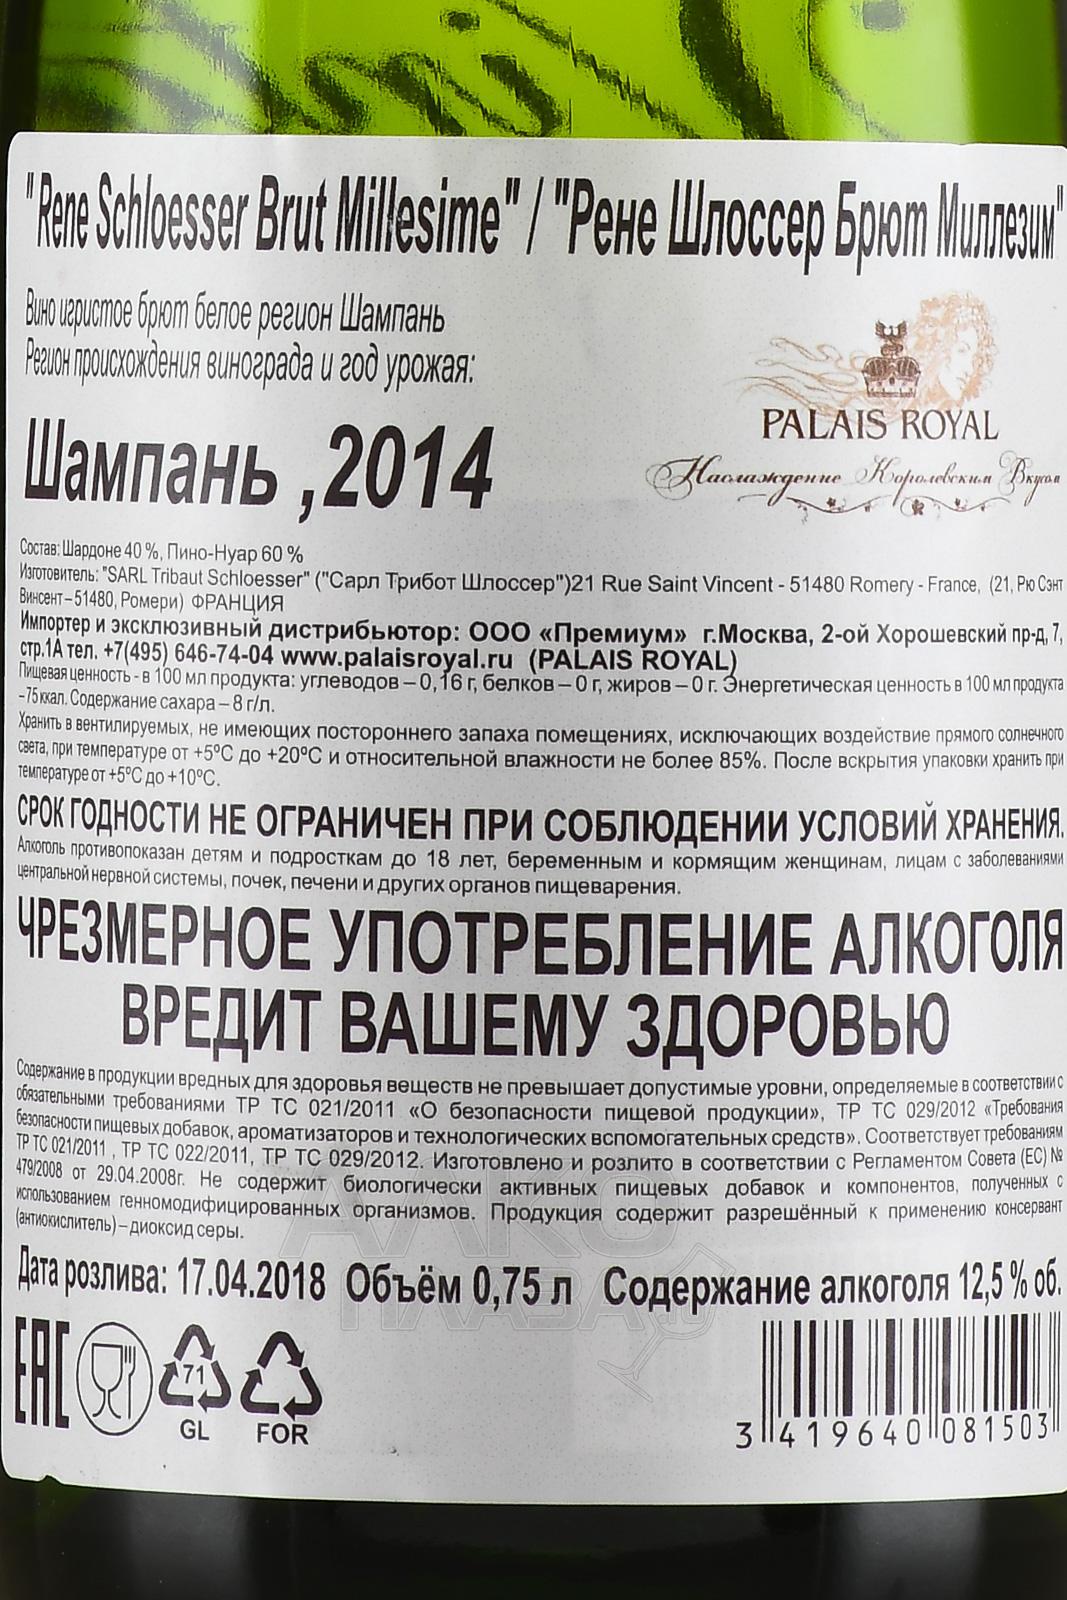 "Rene Schloesser Brut Millesime" / "Рене Шлоссер Брют Миллезим"
Вино игристое брют белое регион Шампань
Регион происхождения винограда и год урожая:
Шампань ,2014
PALAIS ROYAL
Наслаждение Королевским Вкусом
Состав: Шардоне 40 %, Пино-Нуар 60 %
Изготовитель: "SARL Tribaut Schloesser" ("Сарл Трибот Шлоссер")21 Rue Saint Vincent - 51480 Romery - France, (21, Рю Сэнт
Винсент – 51480, Ромери) ФРАНЦИЯ
Импортер и эксклюзивный дистрибьютор: ООО «Премиум» г.Москва, 2-ой Хорошевский пр-д, 7,
стр.1А тел. +7(495) 646-74-04 www.palaisroyal.ru (PALAIS ROYAL)
Пищевая ценность - в 100 мл продукта: углеводов – 0,16 г, белков – 0 г, жиров – 0 г. Энергетическая ценность в 100 мл продукта
– 75 ккал. Содержание сахара – 8 г/л.
Хранить в вентилируемых, не имеющих постороннего запаха помещениях, исключающих воздействие прямого солнечного
света, при температуре от +5ºС до +20ºС и относительной влажности не более 85%. После вскрытия упаковки хранить при
температуре от +5ºС до +10ºС.
СРОК ГОДНОСТИ НЕ ОГРАНИЧЕН ПРИ СОБЛЮДЕНИИ УСЛОВИЙ ХРАНЕНИЯ.
Алкоголь противопоказан детям и подросткам до 18 лет, беременным и кормящим женщинам, лицам с заболеваниями
центральной нервной системы, почек, печени и других органов пищеварения.
ЧРЕЗМЕРНОЕ УПОТРЕБЛЕНИЕ АЛКОГОЛЯ
ВРЕДИТ ВАШЕМУ ЗДОРОВЬЮ
Содержание в продукции вредных для здоровья веществ не превышает допустимые уровни, определяемые в соответствии с
обязательными требованиями ТР ТС 021/2011 «О безопасности пищевой продукции», ТР ТС 029/2012 «Требования
безопасности пищевых добавок, ароматизаторов и технологических вспомогательных средств». Соответствует требованиям
ТР ТС 021/2011 , ТР ТС 022/2011, ТР ТС 029/2012. Изготовлено и розлито в соответствии с Регламентом Совета (ЕС) №
479/2008 от 29.04.2008г. Не содержит биологически активных пищевых добавок и компонентов, полученных с
использованием генномодифицированных организмов. Продукция содержит разрешённый к применению консервант
(антиокислитель) – диоксид серы.
Дата розлива: 17.04.2018 Объём 0,75 л Содержание алкоголя 12,5 % об.
АЛКО
ПЛАЗА
EAC
71
GL
FOR
3 419640 081503